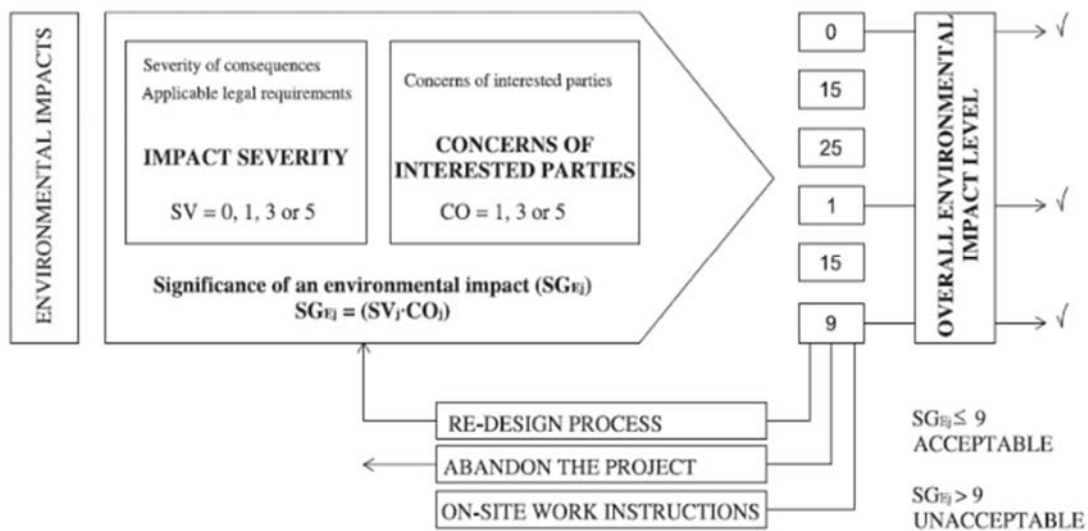 ENVIRONMENTAL IMPACTS
Severity of consequences
Applicable legal requirements
IMPACT SEVERITY
SV = 0, 1, 3 or 5
Concerns of interested parties
CONCERNS OF
INTERESTED PARTIES
CO = 1, 3 or 5
Significance of an environmental impact (SGEj)
SGEj = (SVj·COj)
0
15
25
1
15
9
OVERALL ENVIRONMENTAL
IMPACT LEVEL
√
√
√
RE-DESIGN PROCESS
ABANDON THE PROJECT
ON-SITE WORK INSTRUCTIONS
SGEj ≤ 9
ACCEPTABLE
SGEj > 9
UNACCEPTABLE